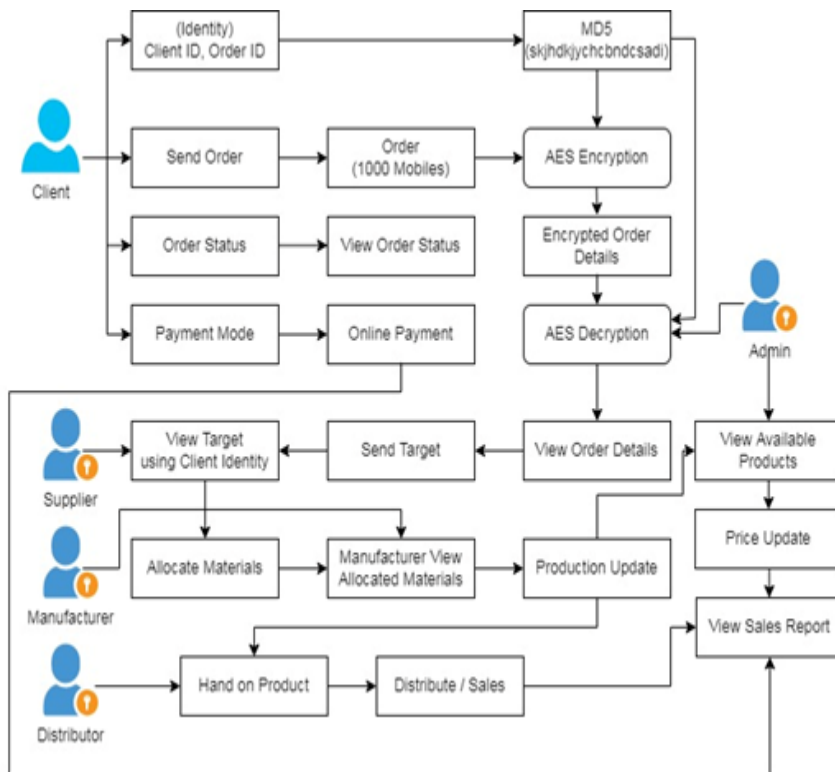 (Identity)
Client ID, Order ID
MD5
(skjhdkjychcbndcsadi)
Client
Send Order
Order
(1000 Mobiles)
AES Encryption
Order Status
View Order Status
Encrypted Order
Details
Payment Mode
Online Payment
AES Decryption
Admin
Supplier
View Target
using Client Identity
Send Target
View Order Details
View Available
Products
Manufacturer
Allocate Materials
Manufacturer View
Allocated Materials
Production Update
Price Update
Distributor
Hand on Product
Distribute / Sales
View Sales Report